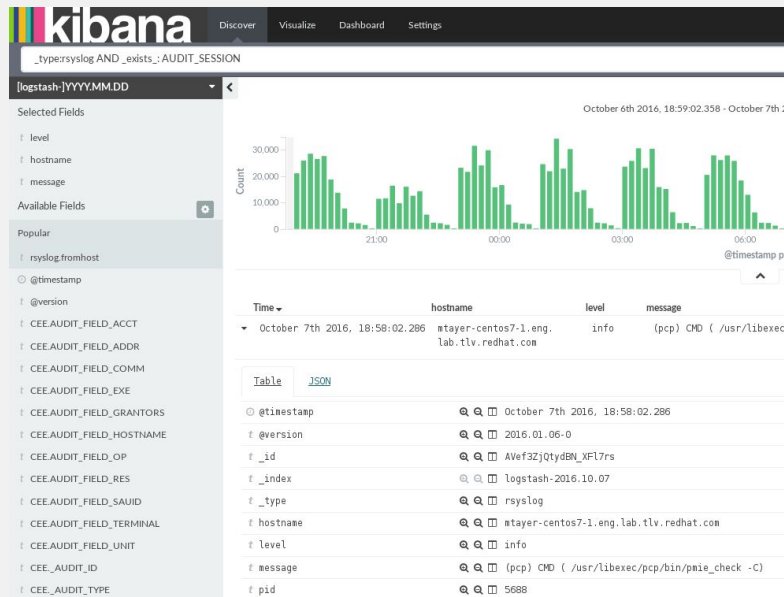 kibana
Discover Visualize Dashboard Settings
_type:rsyslog AND _exists_: AUDIT_SESSION
[logstash-]YYYY.MM.DD
Selected Fields
t level
t hostname
t message
Available Fields
Popular
t rsyslog.fromhost
@timestamp
t @version
t CEE.AUDIT_FIELD_ACCT
t CEE.AUDIT_FIELD_ADDR
t CEE.AUDIT_FIELD_COMM
t CEE.AUDIT_FIELD_EXE
t CEE.AUDIT_FIELD_GRANTORS
t CEE.AUDIT_FIELD_HOSTNAME
t CEE.AUDIT_FIELD_OP
t CEE.AUDIT_FIELD_RES
t CEE.AUDIT_FIELD_SAUID
t CEE.AUDIT_FIELD_TERMINAL
t CEE.AUDIT_FIELD_UNIT
t CEE._AUDIT_ID
t CEE._AUDIT_TYPE
October 6th 2016, 18:59:02.358 - October 7th 2
Count
30,000
20,000
10,000
0
21:00 00:00 03:00 06:00
@timestamp p
Time hostname level message
October 7th 2016, 18:58:02.286 mtayer-centos7-1.eng. info (pcp) CMD ( /usr/libexec
lab.tlv.redhat.com
Table JSON
@timestamp October 7th 2016, 18:58:02.286
t @version 2016.01.06-0
t _id AVef3ZjQtydBN_XFl7rs
t _index logstash-2016.10.07
t _type rsyslog
t hostname mtayer-centos7-1.eng.lab.tlv.redhat.com
t level info
t message (pcp) CMD ( /usr/libexec/pcp/bin/pmie_check -C)
t pid 5688